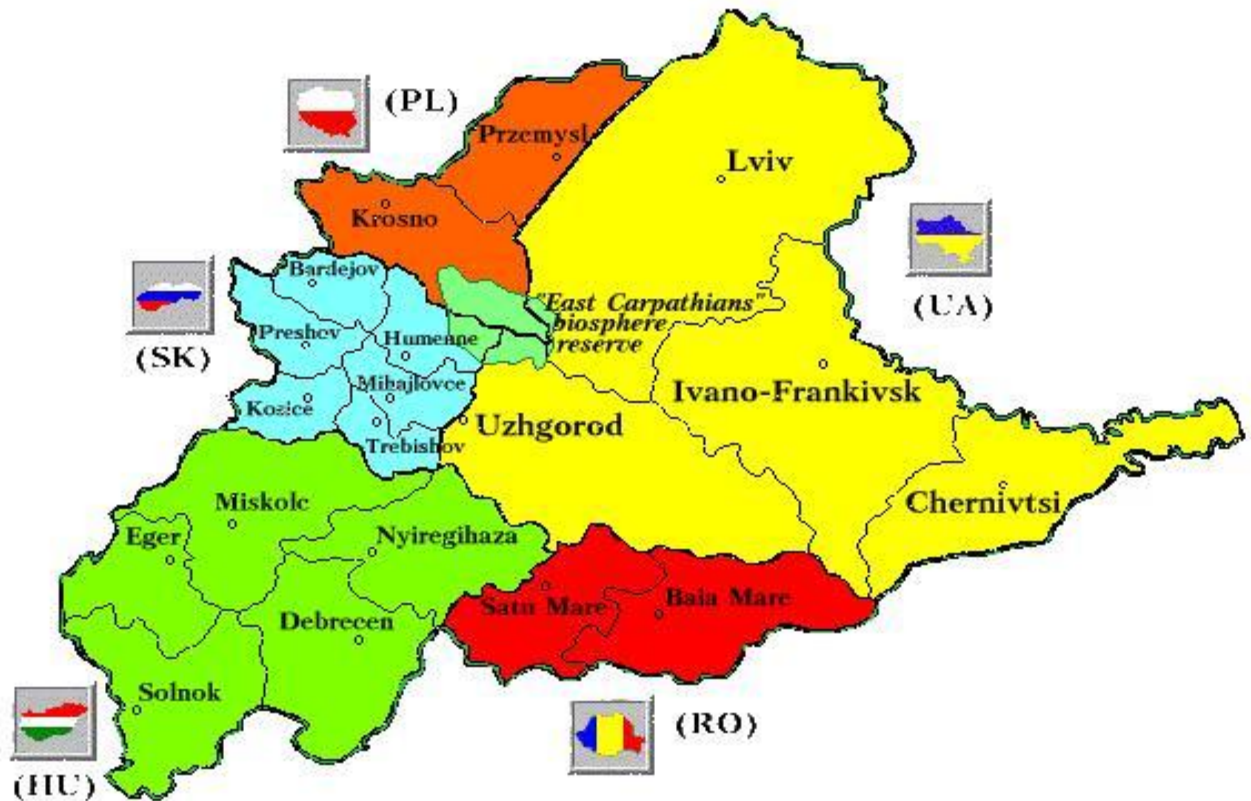 (PL)
Przemysl
Lviv
Krosno
Bardejov
(SK)
Preshov
Humenne
"East Carpathians"
biosphere
reserve
(UA)
Mihajlovce
Kozice
Trebishov
Uzhgorod
Ivano-Frankivsk
Chernivtsi
Miskolc
Eger
Nyiregihaza
Satu Mare
Baia Mare
Debrecen
Solnok
(RO)
(HU)